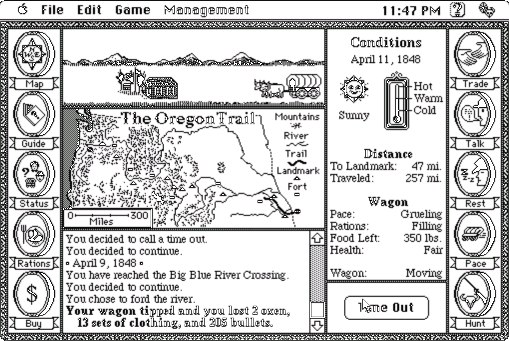 File Edit Game Management 11:47 PM
Map
Guide
Status
Rations
Buy
The Oregon Trail
Mountains
River
Trail
Landmark
Fort
0 300
Miles
You decided to call a time out.
You decided to continue.
• April 9, 1848 •
You have reached the Big Blue River Crossing.
You decided to continue.
You chose to ford the river.
Your wagon tipped and you lost 2 oxen,
13 sets of clothing, and 205 bullets.
Conditions
April 11, 1848
Sunny
Hot
Warm
Cold
Distance
To Landmark: 47 mi.
Traveled: 257 mi.
Wagon
Pace: Grueling
Rations: Filling
Food Left: 350 lbs.
Health: Fair
Wagon: Moving
Time Out
Trade
Talk
Rest
Pace
Hunt